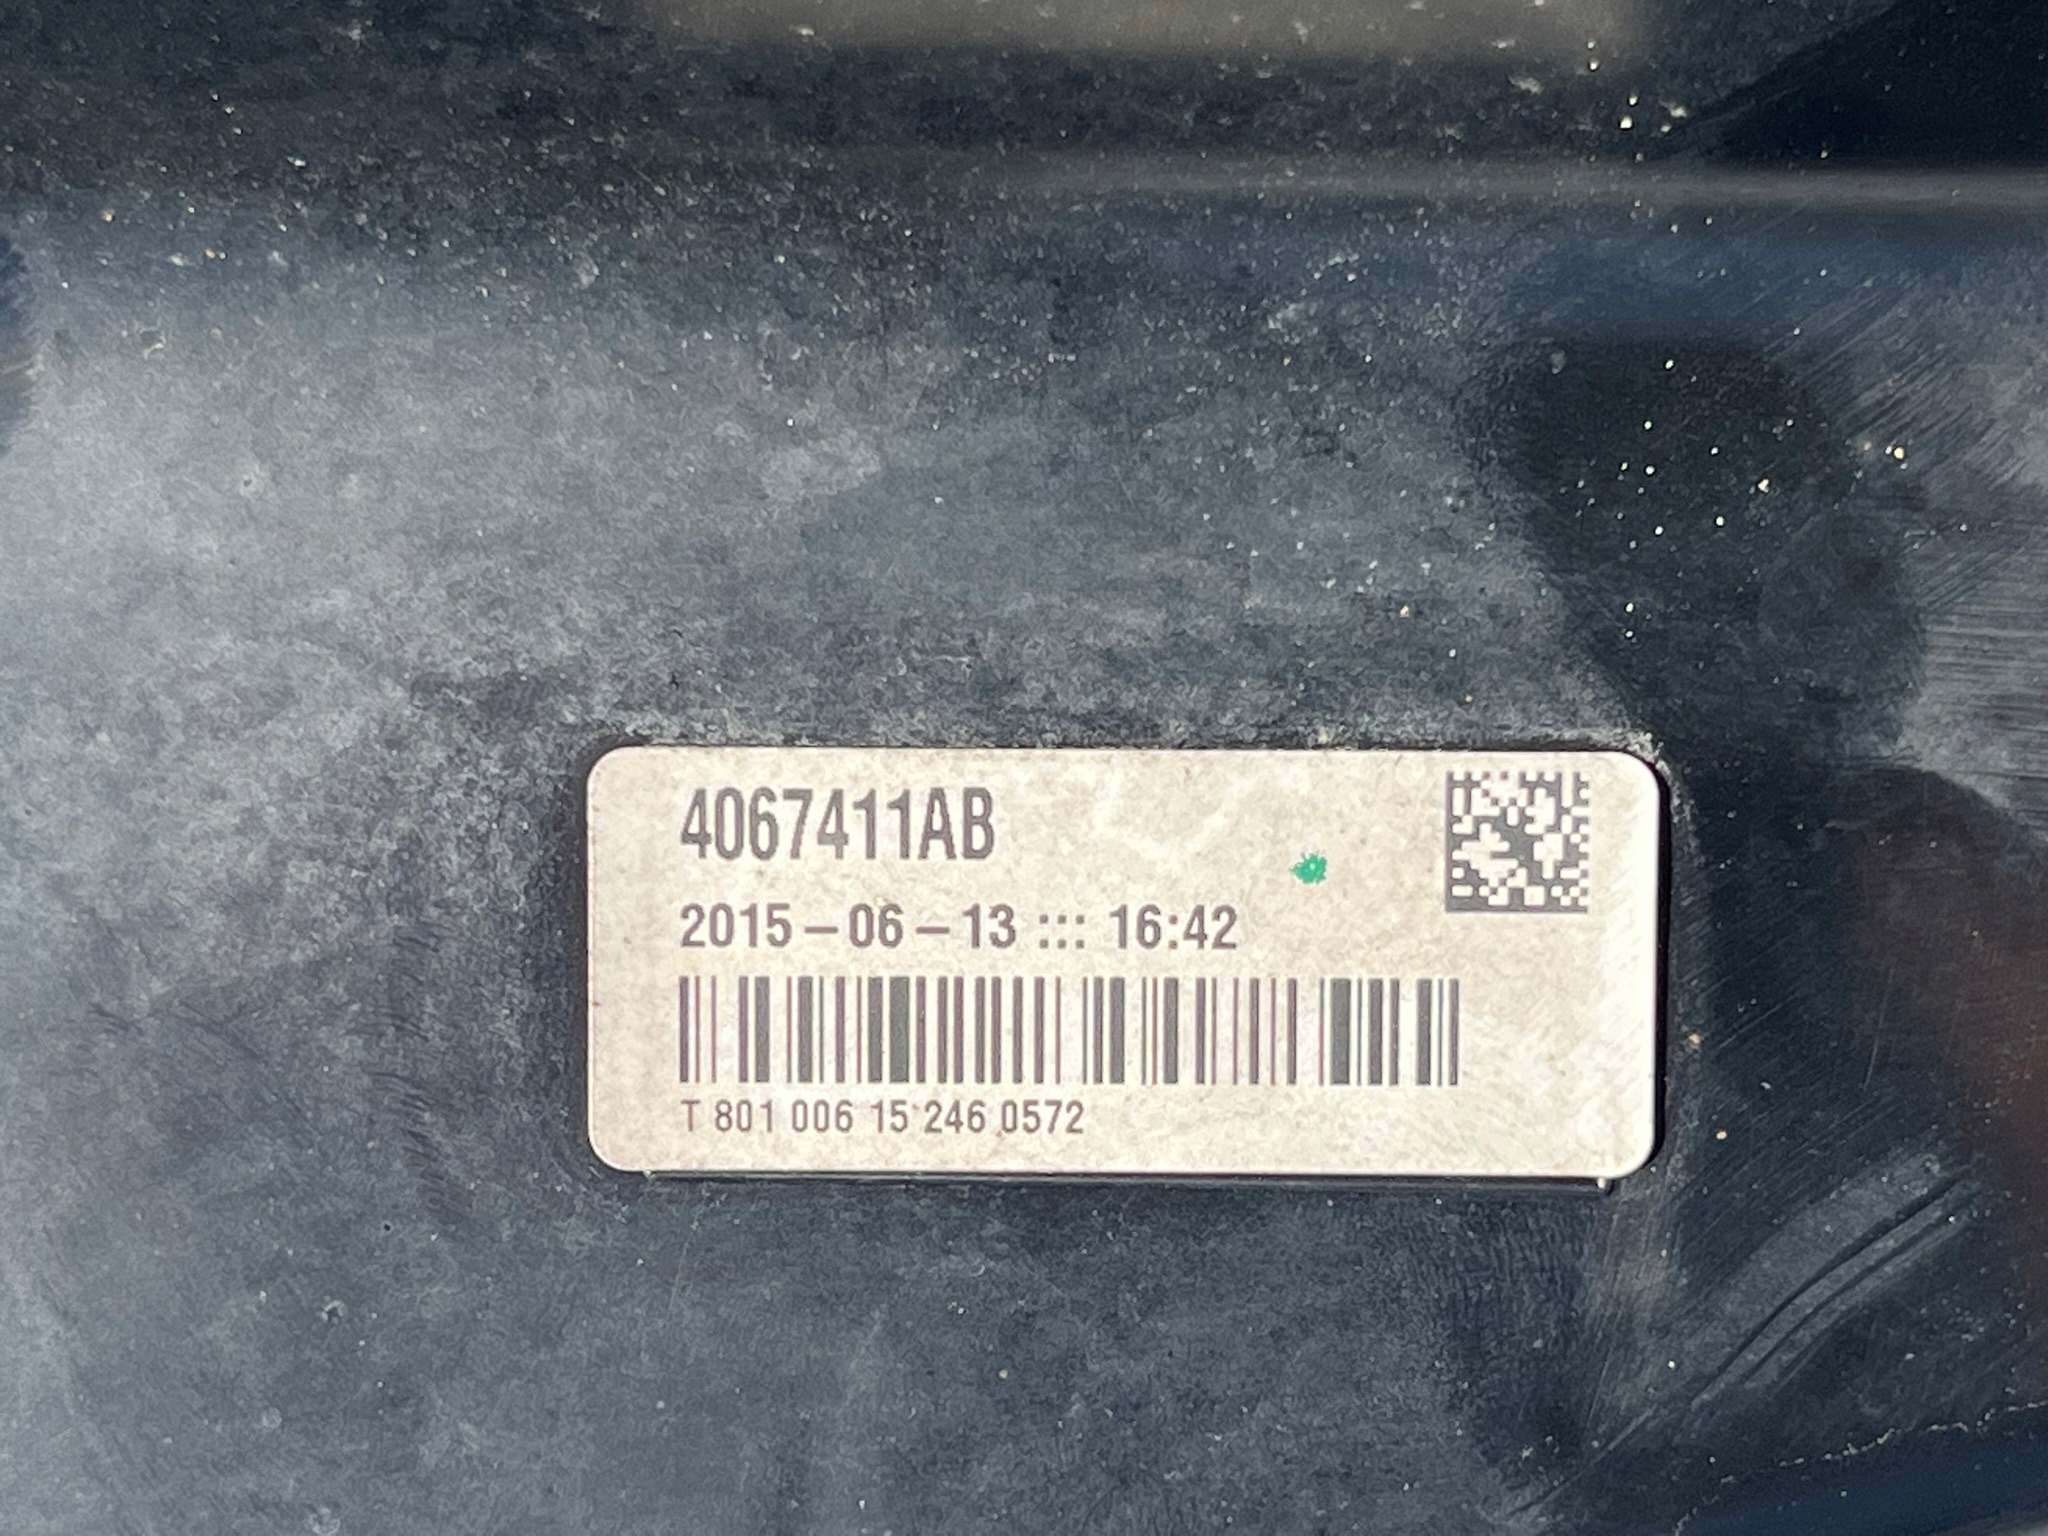 4067411AB
2015-06-13 ::: 16:42
T 801 006 15 246 0572